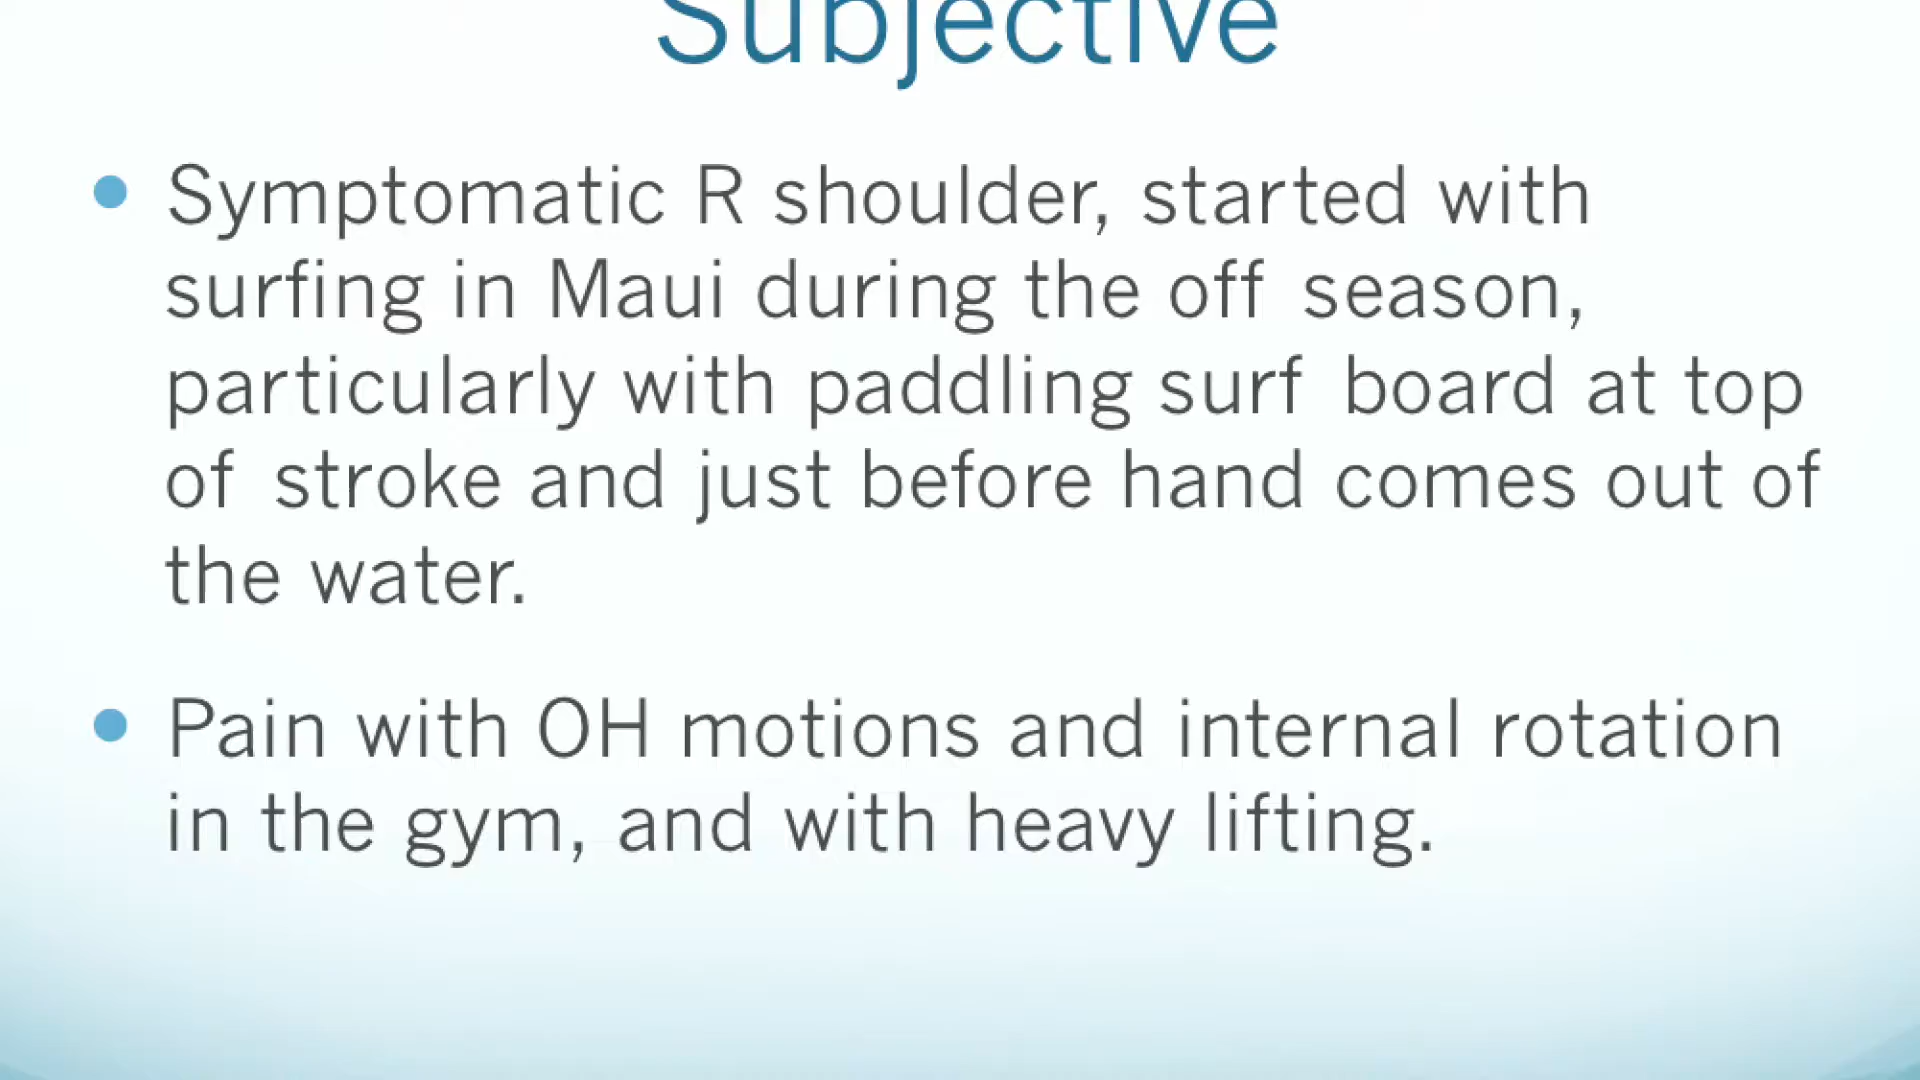 Subjective
Symptomatic R shoulder, started with
surfing in Maui during the off season,
particularly with paddling surf board at top
of stroke and just before hand comes out of
the water.
Pain with OH motions and internal rotation
in the gym, and with heavy lifting.